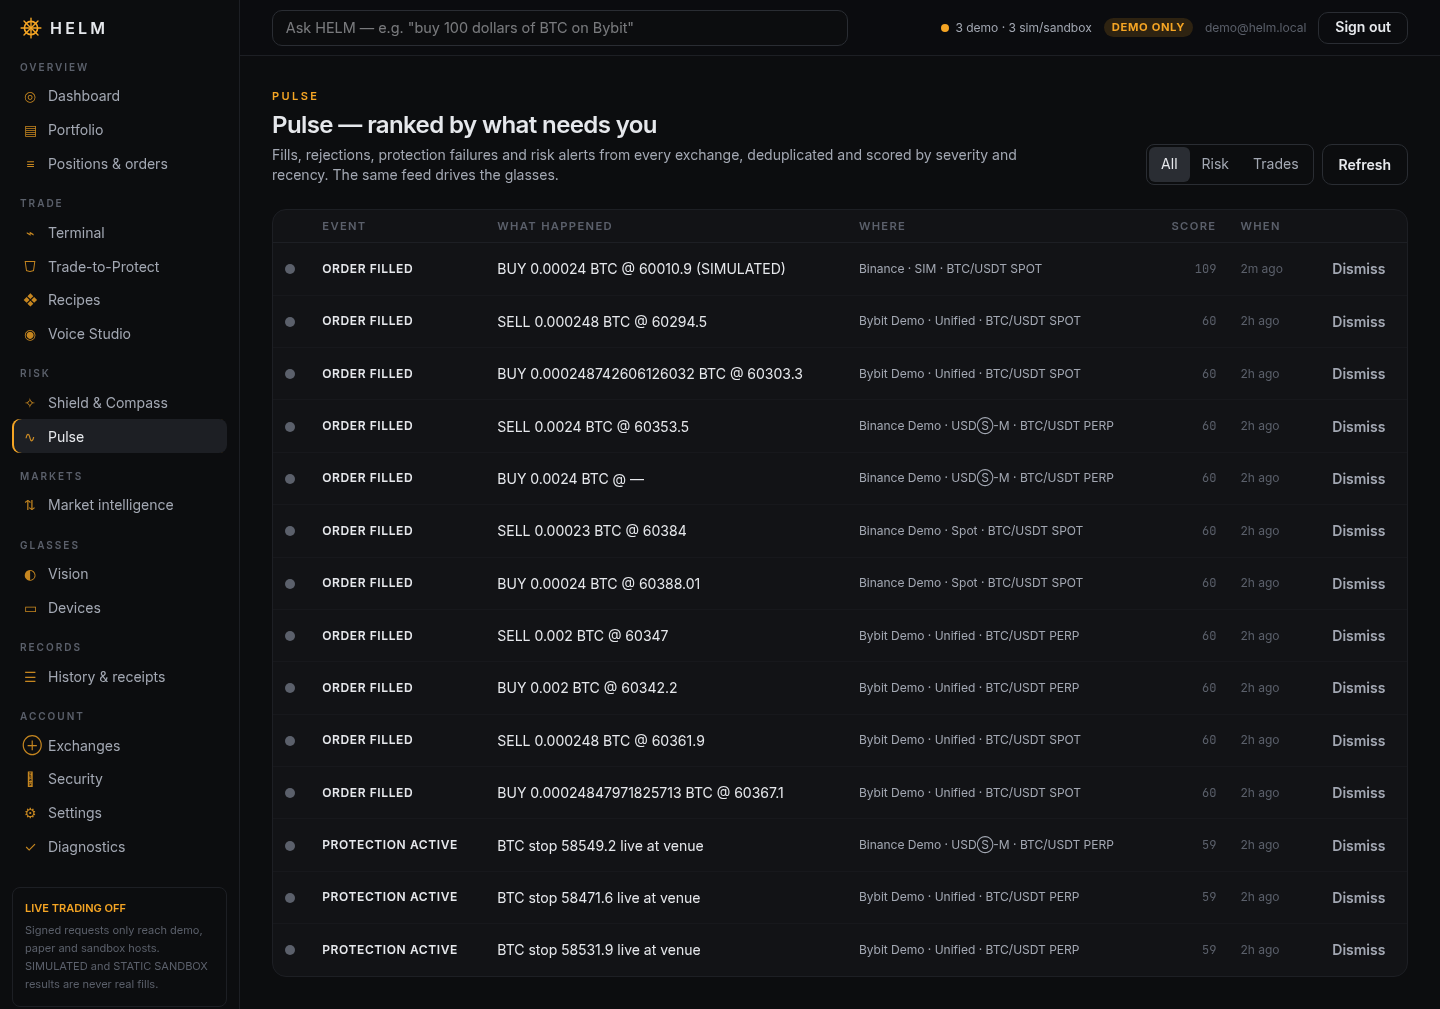 HELM
Ask HELM — e.g. "buy 100 dollars of BTC on Bybit"
3 demo · 3 sim/sandbox
DEMO ONLY
demo@helm.local
Sign out
OVERVIEW
Dashboard
Portfolio
Positions & orders
TRADE
Terminal
Trade-to-Protect
Recipes
Voice Studio
RISK
Shield & Compass
Pulse
MARKETS
Market intelligence
GLASSES
Vision
Devices
RECORDS
History & receipts
ACCOUNT
Exchanges
Security
Settings
Diagnostics
LIVE TRADING OFF
Signed requests only reach demo,
paper and sandbox hosts.
SIMULATED and STATIC SANDBOX
results are never real fills.
PULSE
Pulse — ranked by what needs you
Fills, rejections, protection failures and risk alerts from every exchange, deduplicated and scored by severity and
recency. The same feed drives the glasses.
All Risk Trades Refresh
EVENT WHAT HAPPENED WHERE SCORE WHEN
ORDER FILLED BUY 0.00024 BTC @ 60010.9 (SIMULATED) Binance · SIM · BTC/USDT SPOT 109 2m ago Dismiss
ORDER FILLED SELL 0.000248 BTC @ 60294.5 Bybit Demo · Unified · BTC/USDT SPOT 60 2h ago Dismiss
ORDER FILLED BUY 0.000248742606126032 BTC @ 60303.3 Bybit Demo · Unified · BTC/USDT SPOT 60 2h ago Dismiss
ORDER FILLED SELL 0.0024 BTC @ 60353.5 Binance Demo · USDⓈ-M · BTC/USDT PERP 60 2h ago Dismiss
ORDER FILLED BUY 0.0024 BTC @ — Binance Demo · USDⓈ-M · BTC/USDT PERP 60 2h ago Dismiss
ORDER FILLED SELL 0.00023 BTC @ 60384 Binance Demo · Spot · BTC/USDT SPOT 60 2h ago Dismiss
ORDER FILLED BUY 0.00024 BTC @ 60388.01 Binance Demo · Spot · BTC/USDT SPOT 60 2h ago Dismiss
ORDER FILLED SELL 0.002 BTC @ 60347 Bybit Demo · Unified · BTC/USDT PERP 60 2h ago Dismiss
ORDER FILLED BUY 0.002 BTC @ 60342.2 Bybit Demo · Unified · BTC/USDT PERP 60 2h ago Dismiss
ORDER FILLED SELL 0.000248 BTC @ 60361.9 Bybit Demo · Unified · BTC/USDT SPOT 60 2h ago Dismiss
ORDER FILLED BUY 0.00024847971825713 BTC @ 60367.1 Bybit Demo · Unified · BTC/USDT SPOT 60 2h ago Dismiss
PROTECTION ACTIVE BTC stop 58549.2 live at venue Binance Demo · USDⓈ-M · BTC/USDT PERP 59 2h ago Dismiss
PROTECTION ACTIVE BTC stop 58471.6 live at venue Bybit Demo · Unified · BTC/USDT PERP 59 2h ago Dismiss
PROTECTION ACTIVE BTC stop 58531.9 live at venue Bybit Demo · Unified · BTC/USDT PERP 59 2h ago Dismiss